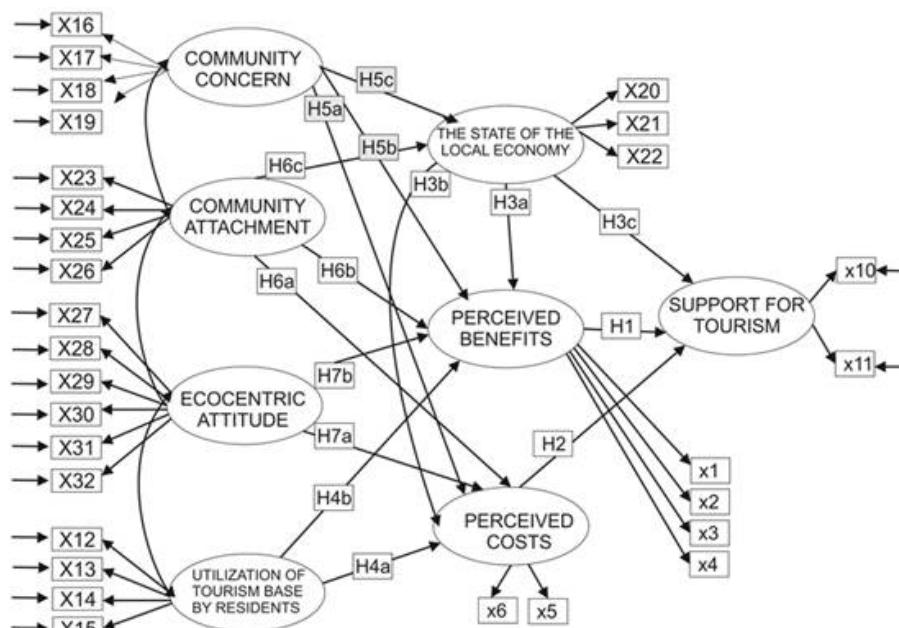 X16
X17
X18
X19
COMMUNITY
CONCERN
H5c
H5a
H5b
THE STATE OF THE
LOCAL ECONOMY
X20
X21
X22
H6c
H3b
H3a
H3c
X23
X24
X25
X26
COMMUNITY
ATTACHMENT
H6b
H6a
x10
SUPPORT FOR
TOURISM
x11
PERCEIVED
BENEFITS
H1
X27
X28
X29
X30
X31
X32
ECOCENTRIC
ATTITUDE
H7b
H7a
H2
H4b
x1
x2
x3
x4
PERCEIVED
COSTS
X12
X13
X14
X15
UTILIZATION OF
TOURISM BASE
BY RESIDENTS
H4a
x6
x5